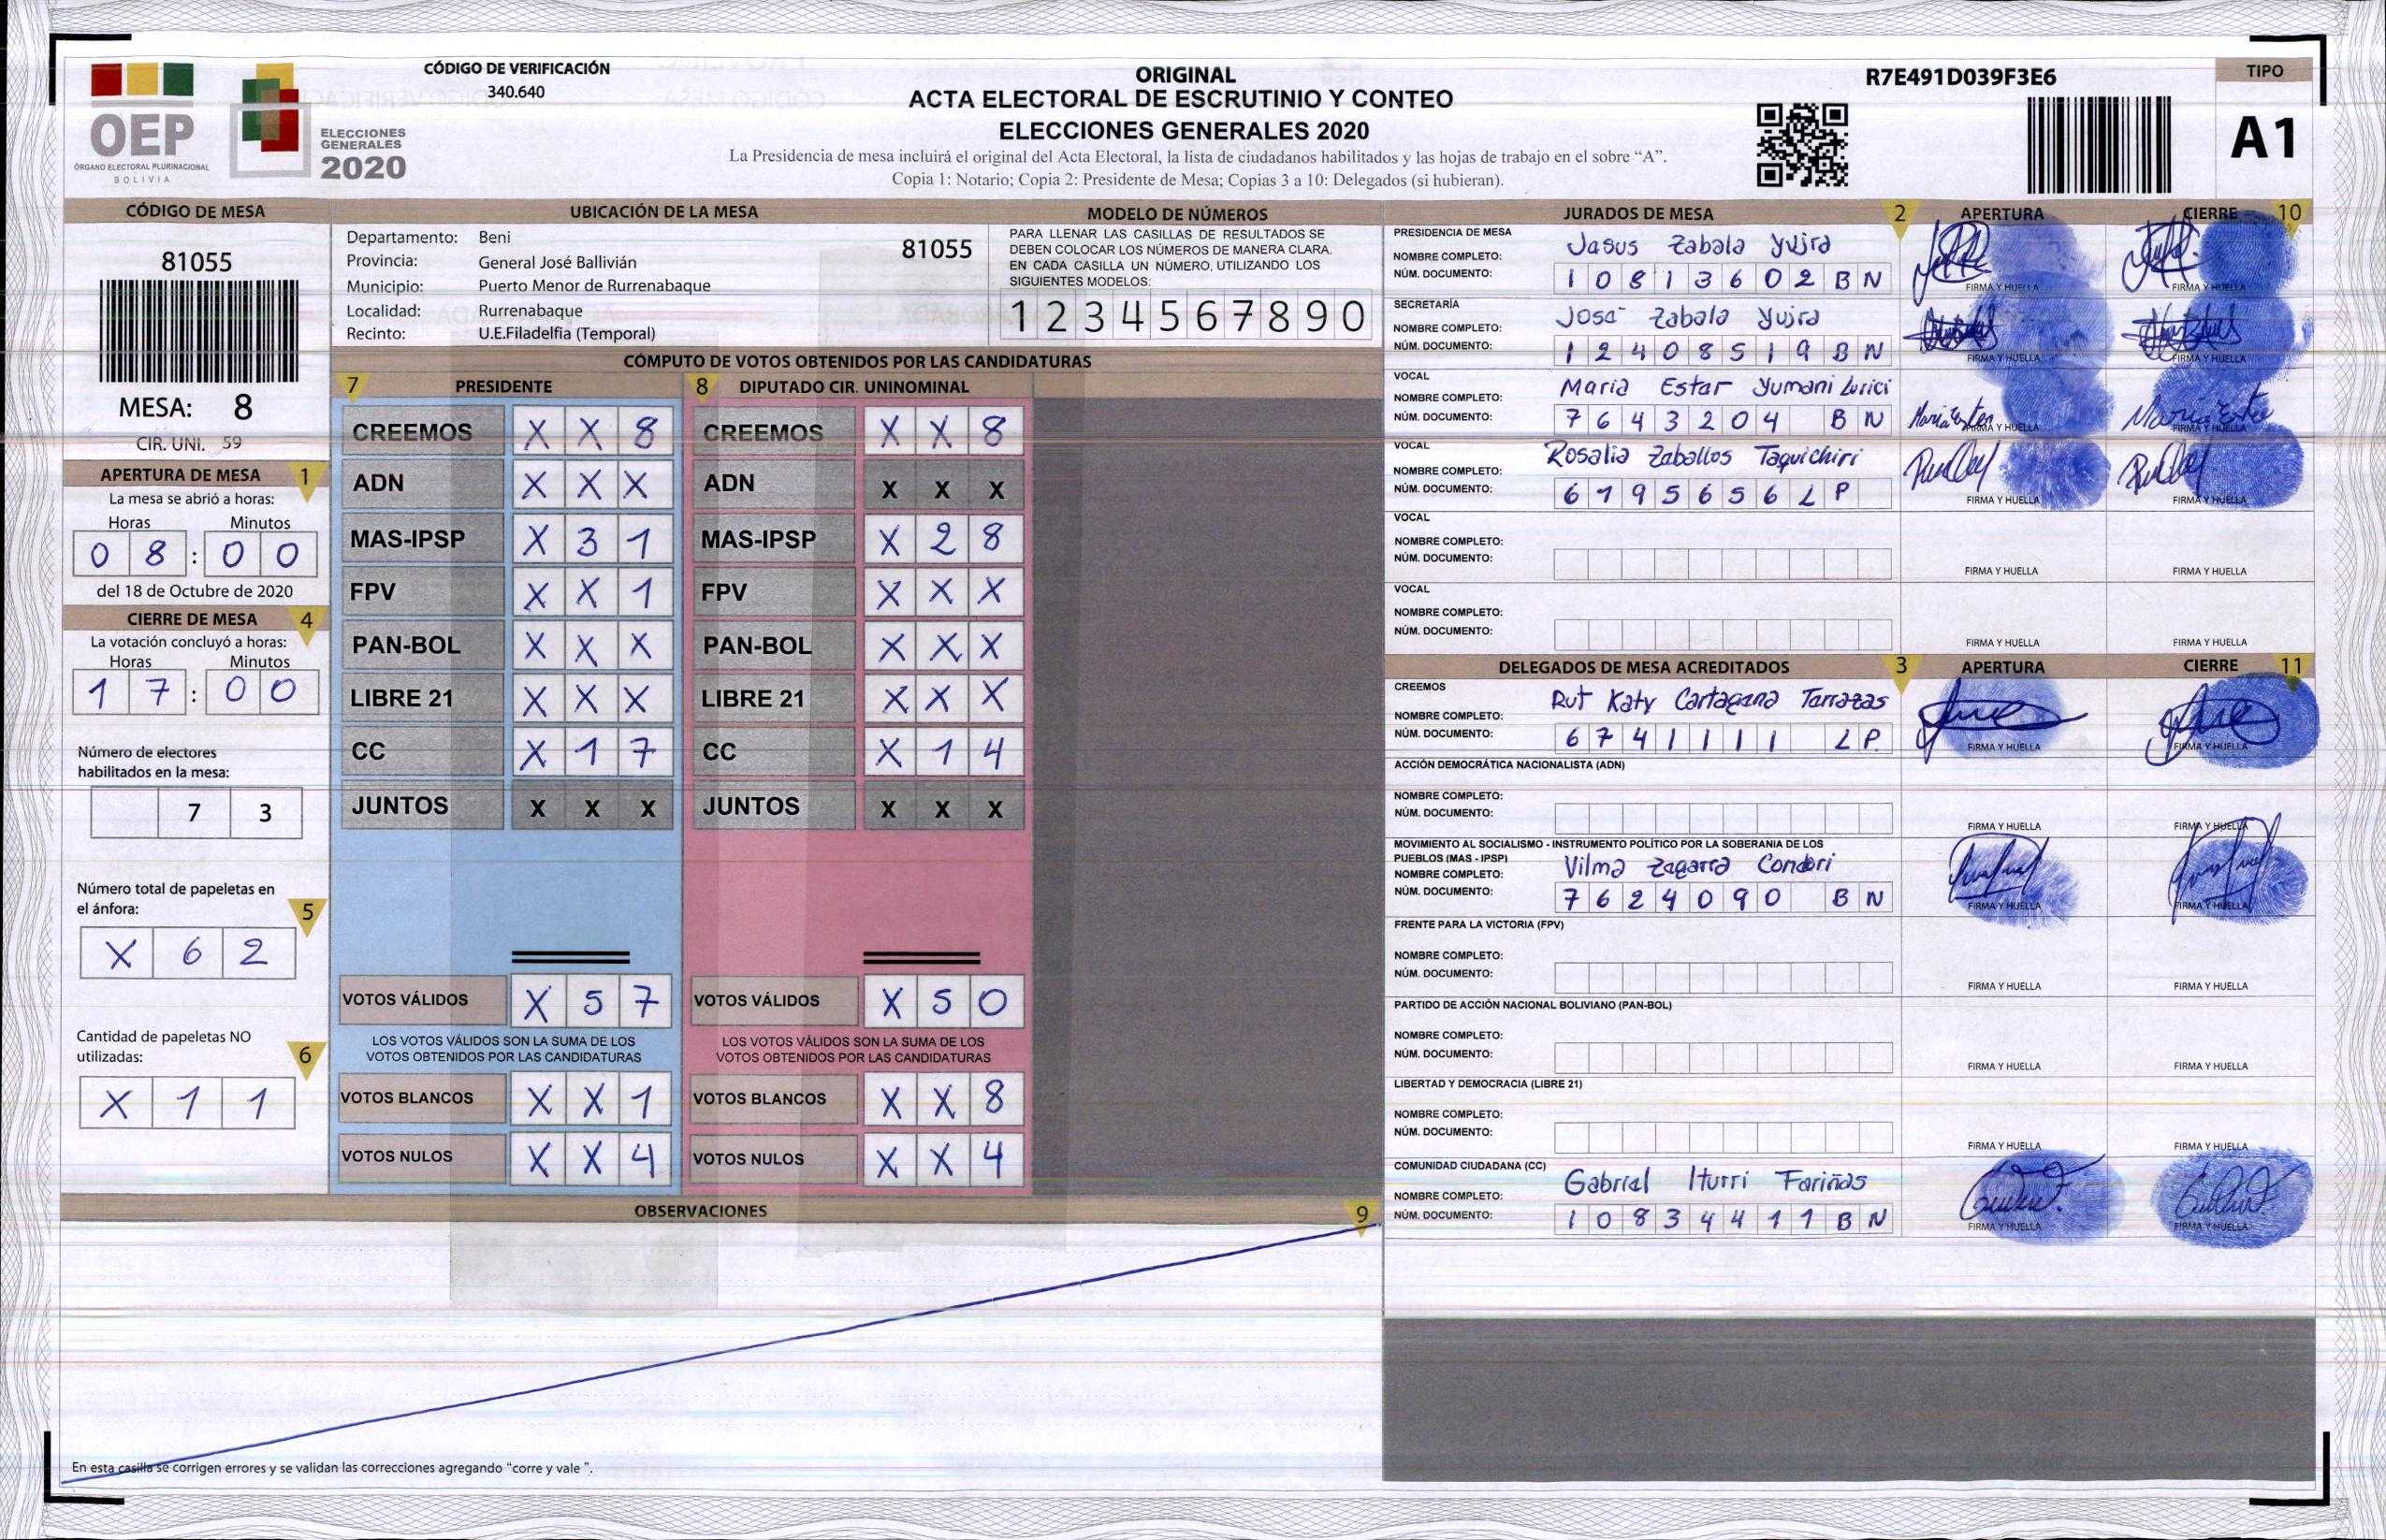 CÓDIGO DE VERIFICACIÓN
340.640
OEP
ÓRGANO ELECTORAL PLURINACIONAL
BOLIVIA
ELECCIONES
GENERALES
2020
ORIGINAL
ACTA ELECTORAL DE ESCRUTINIO Y CONTEO
ELECCIONES GENERALES 2020
La Presidencia de mesa incluirá el original del Acta Electoral, la lista de ciudadanos habilitados y las hojas de trabajo en el sobre “A”.
Copia 1: Notario; Copia 2: Presidente de Mesa; Copias 3 a 10: Delegados (si hubieran).
R7E491D039F3E6
TIPO
A1
CÓDIGO DE MESA
81055
MESA: 8
CIR. UNI. 59
APERTURA DE MESA 1
La mesa se abrió a horas:
Horas Minutos
0 8 : 0 0
del 18 de Octubre de 2020
CIERRE DE MESA 4
La votación concluyó a horas:
Horas Minutos
1 7 : 0 0
Número de electores
habilitados en la mesa:
7 3
Número total de papeletas en
el ánfora: 5
X 6 2
Cantidad de papeletas NO
utilizadas: 6
X 1 1
UBICACIÓN DE LA MESA
Departamento: Beni
81055
Provincia: General José Ballivián
Municipio: Puerto Menor de Rurrenabaque
Localidad: Rurrenabaque
Recinto: U.E.Filadelfia (Temporal)
MODELO DE NÚMEROS
PARA LLENAR LAS CASILLAS DE RESULTADOS SE
DEBEN COLOCAR LOS NÚMEROS DE MANERA CLARA.
EN CADA CASILLA UN NÚMERO, UTILIZANDO LOS
SIGUIENTES MODELOS:
1 2 3 4 5 6 7 8 9 0
CÓMPUTO DE VOTOS OBTENIDOS POR LAS CANDIDATURAS
7 PRESIDENTE
CREEMOS X X 8
ADN X X X
MAS-IPSP X 3 1
FPV X X 1
PAN-BOL X X X
LIBRE 21 X X X
CC X 1 7
JUNTOS X X X
VOTOS VÁLIDOS X 5 7
LOS VOTOS VÁLIDOS SON LA SUMA DE LOS
VOTOS OBTENIDOS POR LAS CANDIDATURAS
VOTOS BLANCOS X X 1
VOTOS NULOS X X 4
8 DIPUTADO CIR. UNINOMINAL
CREEMOS X X 8
ADN X X X
MAS-IPSP X 2 8
FPV X X X
PAN-BOL X X X
LIBRE 21 X X X
CC X 1 4
JUNTOS X X X
VOTOS VÁLIDOS X 5 0
LOS VOTOS VÁLIDOS SON LA SUMA DE LOS
VOTOS OBTENIDOS POR LAS CANDIDATURAS
VOTOS BLANCOS X X 8
VOTOS NULOS X X 4
OBSERVACIONES 9
En esta casilla se corrigen errores y se validan las correcciones agregando “corre y vale ”.
JURADOS DE MESA 2 APERTURA CIERRE 10
PRESIDENCIA DE MESA
NOMBRE COMPLETO: Jasus Zabala Yujra
NÚM. DOCUMENTO: 1 0 8 1 3 6 0 2 B N
FIRMA Y HUELLA FIRMA Y HUELLA
SECRETARÍA
NOMBRE COMPLETO: Josa Zabala Yujra
NÚM. DOCUMENTO: 1 2 4 0 8 5 1 9 B N
FIRMA Y HUELLA FIRMA Y HUELLA
VOCAL
NOMBRE COMPLETO: Maria Estar Yumani Lurici
NÚM. DOCUMENTO: 7 6 4 3 2 0 4 B N
FIRMA Y HUELLA FIRMA Y HUELLA
VOCAL
NOMBRE COMPLETO: Rosalia Zaballos Taquichiri
NÚM. DOCUMENTO: 6 1 9 5 6 5 6 L P
FIRMA Y HUELLA FIRMA Y HUELLA
VOCAL
NOMBRE COMPLETO:
NÚM. DOCUMENTO:
FIRMA Y HUELLA FIRMA Y HUELLA
VOCAL
NOMBRE COMPLETO:
NÚM. DOCUMENTO:
FIRMA Y HUELLA FIRMA Y HUELLA
DELEGADOS DE MESA ACREDITADOS 3 APERTURA CIERRE 11
CREEMOS
NOMBRE COMPLETO: Rut Katy Cartagana Tarrazas
NÚM. DOCUMENTO: 6 7 4 1 1 1 1 L P.
FIRMA Y HUELLA FIRMA Y HUELLA
ACCIÓN DEMOCRÁTICA NACIONALISTA (ADN)
NOMBRE COMPLETO:
NÚM. DOCUMENTO:
FIRMA Y HUELLA FIRMA Y HUELLA
MOVIMIENTO AL SOCIALISMO - INSTRUMENTO POLÍTICO POR LA SOBERANIA DE LOS
PUEBLOS (MAS - IPSP)
NOMBRE COMPLETO: Vilma Zagarra Condori
NÚM. DOCUMENTO: 7 6 2 4 0 9 0 B N
FIRMA Y HUELLA FIRMA Y HUELLA
FRENTE PARA LA VICTORIA (FPV)
NOMBRE COMPLETO:
NÚM. DOCUMENTO:
FIRMA Y HUELLA FIRMA Y HUELLA
PARTIDO DE ACCIÓN NACIONAL BOLIVIANO (PAN-BOL)
NOMBRE COMPLETO:
NÚM. DOCUMENTO:
FIRMA Y HUELLA FIRMA Y HUELLA
LIBERTAD Y DEMOCRACIA (LIBRE 21)
NOMBRE COMPLETO:
NÚM. DOCUMENTO:
FIRMA Y HUELLA FIRMA Y HUELLA
COMUNIDAD CIUDADANA (CC)
NOMBRE COMPLETO: Gabrial Iturri Fariñas
NÚM. DOCUMENTO: 1 0 8 3 4 4 1 1 B N
FIRMA Y HUELLA FIRMA Y HUELLA